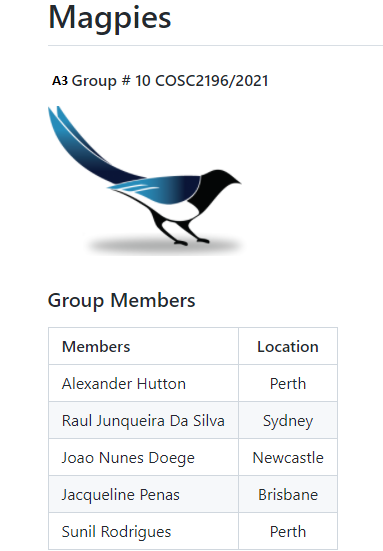 Magpies
A3 Group # 10 COSC2196/2021
Group Members
Members Location
Alexander Hutton Perth
Raul Junqueira Da Silva Sydney
Joao Nunes Doege Newcastle
Jacqueline Penas Brisbane
Sunil Rodrigues Perth